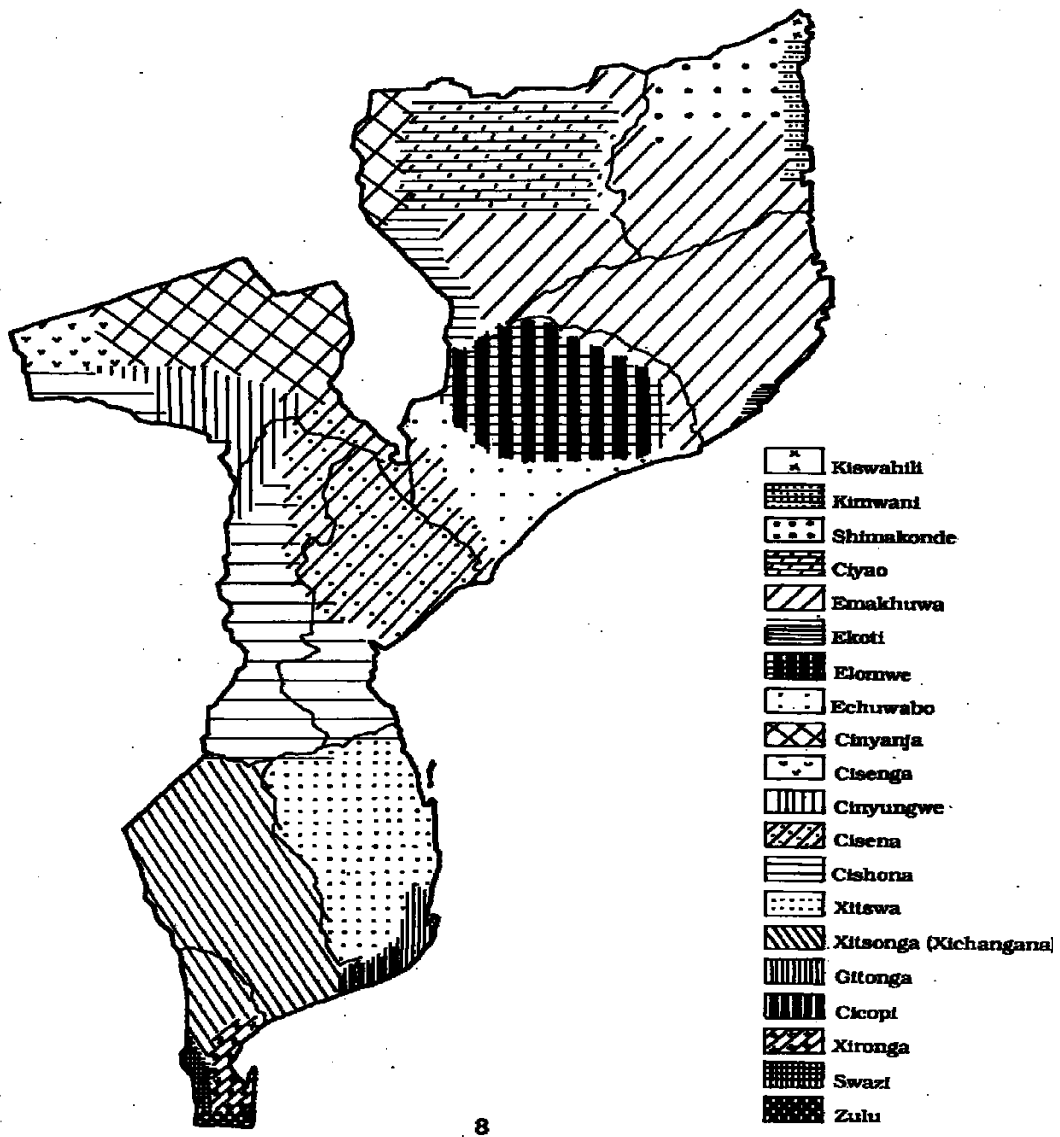 Kiswahili
Kimwani
Shimakonde
Ciyao
Emakhuwa
Ekoti
Elomwe
Echuwabo
Cinyanja
Cisenga
Cinyungwe
Cisena
Cishona
Xitswa
Xitsonga (Xichangana)
Gitonga
Cicopi
Xironga
Swazi
Zulu
8